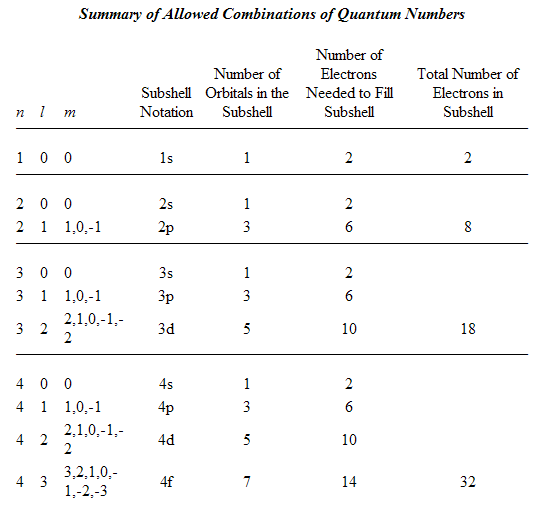 Summary of Allowed Combinations of Quantum Numbers
n l m Subshell Notation Number of Orbitals in the Subshell Number of Electrons Needed to Fill Subshell Total Number of Electrons in Subshell
1 0 0 1s 1 2 2
2 0 0 2s 1 2
2 1 1,0,-1 2p 3 6 8
3 0 0 3s 1 2
3 1 1,0,-1 3p 3 6
3 2 2,1,0,-1,-2 3d 5 10 18
4 0 0 4s 1 2
4 1 1,0,-1 4p 3 6
4 2 2,1,0,-1,-2 4d 5 10
4 3 3,2,1,0,-1,-2,-3 4f 7 14 32